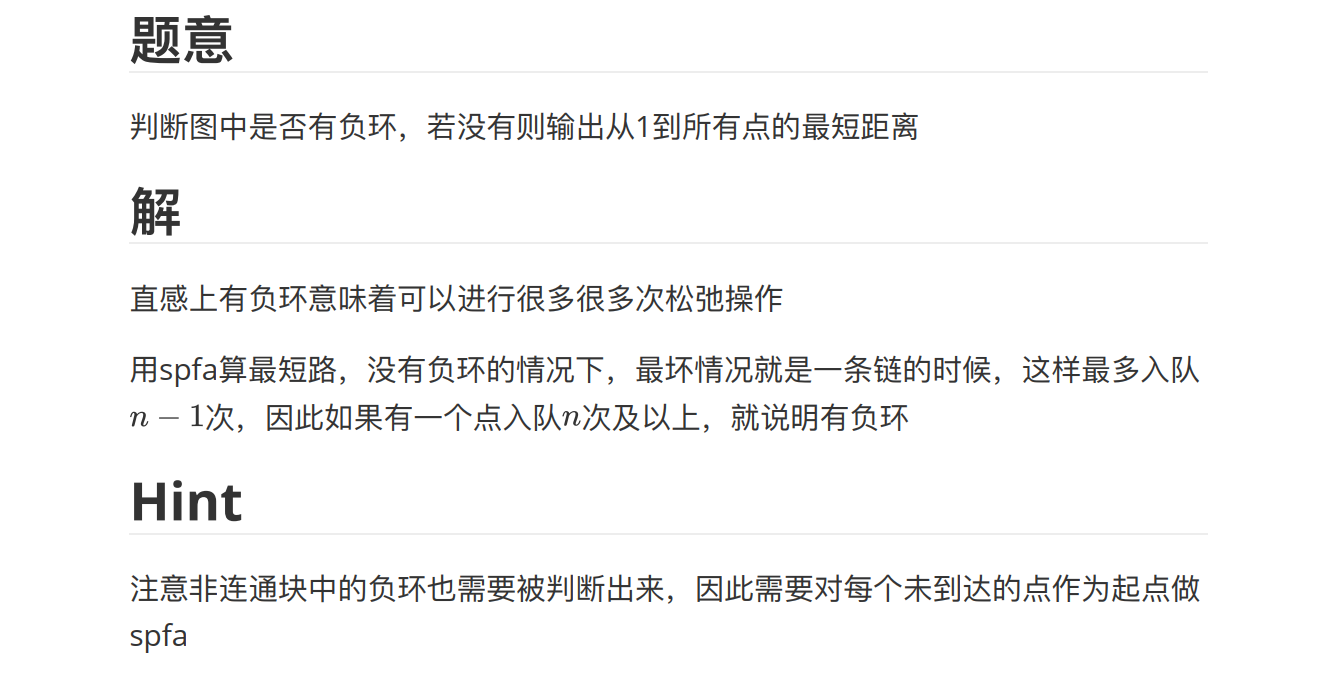 题意
判断图中是否有负环，若没有则输出从1到所有点的最短距离
解
直感上有负环意味着可以进行很多很多次松弛操作
用spfa算最短路，没有负环的情况下，最坏情况就是一条链的时候，这样最多入队
n − 1次，因此如果有一个点入队n次及以上，就说明有负环
Hint
注意非连通块中的负环也需要被判断出来，因此需要对每个未到达的点作为起点做
spfa